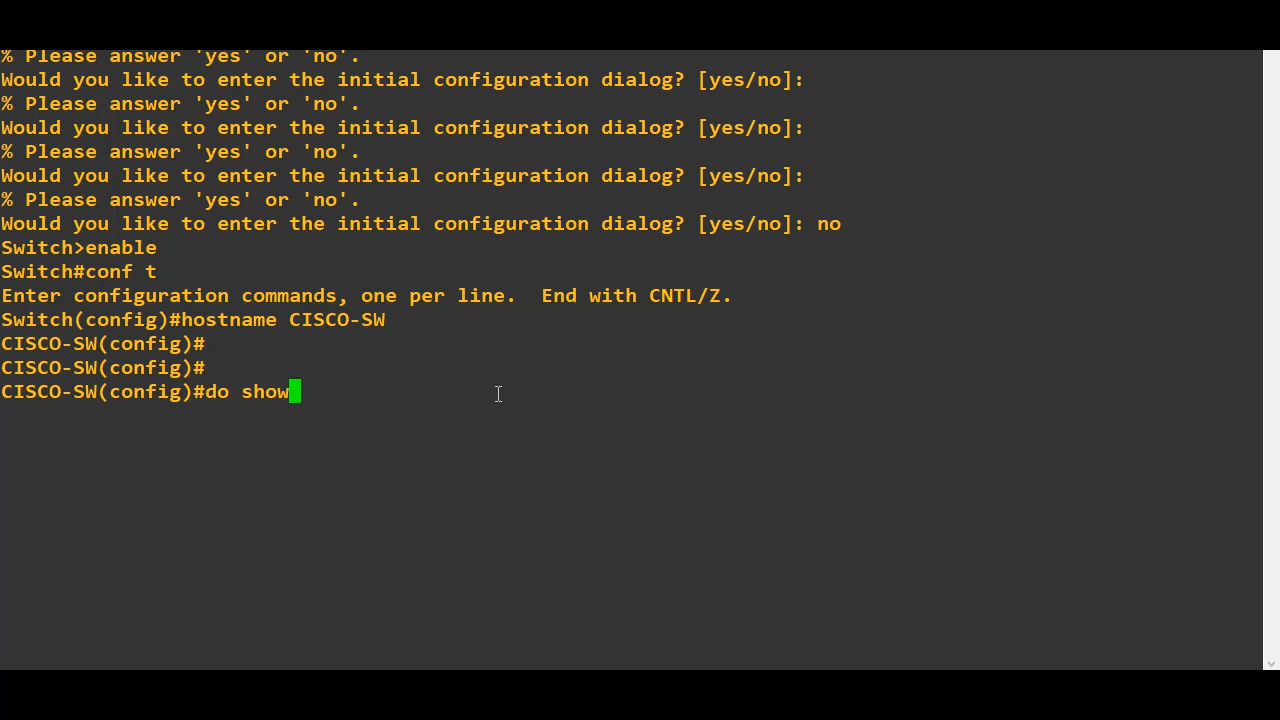 % Please answer 'yes' or 'no'.
Would you like to enter the initial configuration dialog? [yes/no]:
% Please answer 'yes' or 'no'.
Would you like to enter the initial configuration dialog? [yes/no]:
% Please answer 'yes' or 'no'.
Would you like to enter the initial configuration dialog? [yes/no]:
% Please answer 'yes' or 'no'.
Would you like to enter the initial configuration dialog? [yes/no]: no
Switch>enable
Switch#conf t
Enter configuration commands, one per line.  End with CNTL/Z.
Switch(config)#hostname CISCO-SW
CISCO-SW(config)#
CISCO-SW(config)#
CISCO-SW(config)#do show